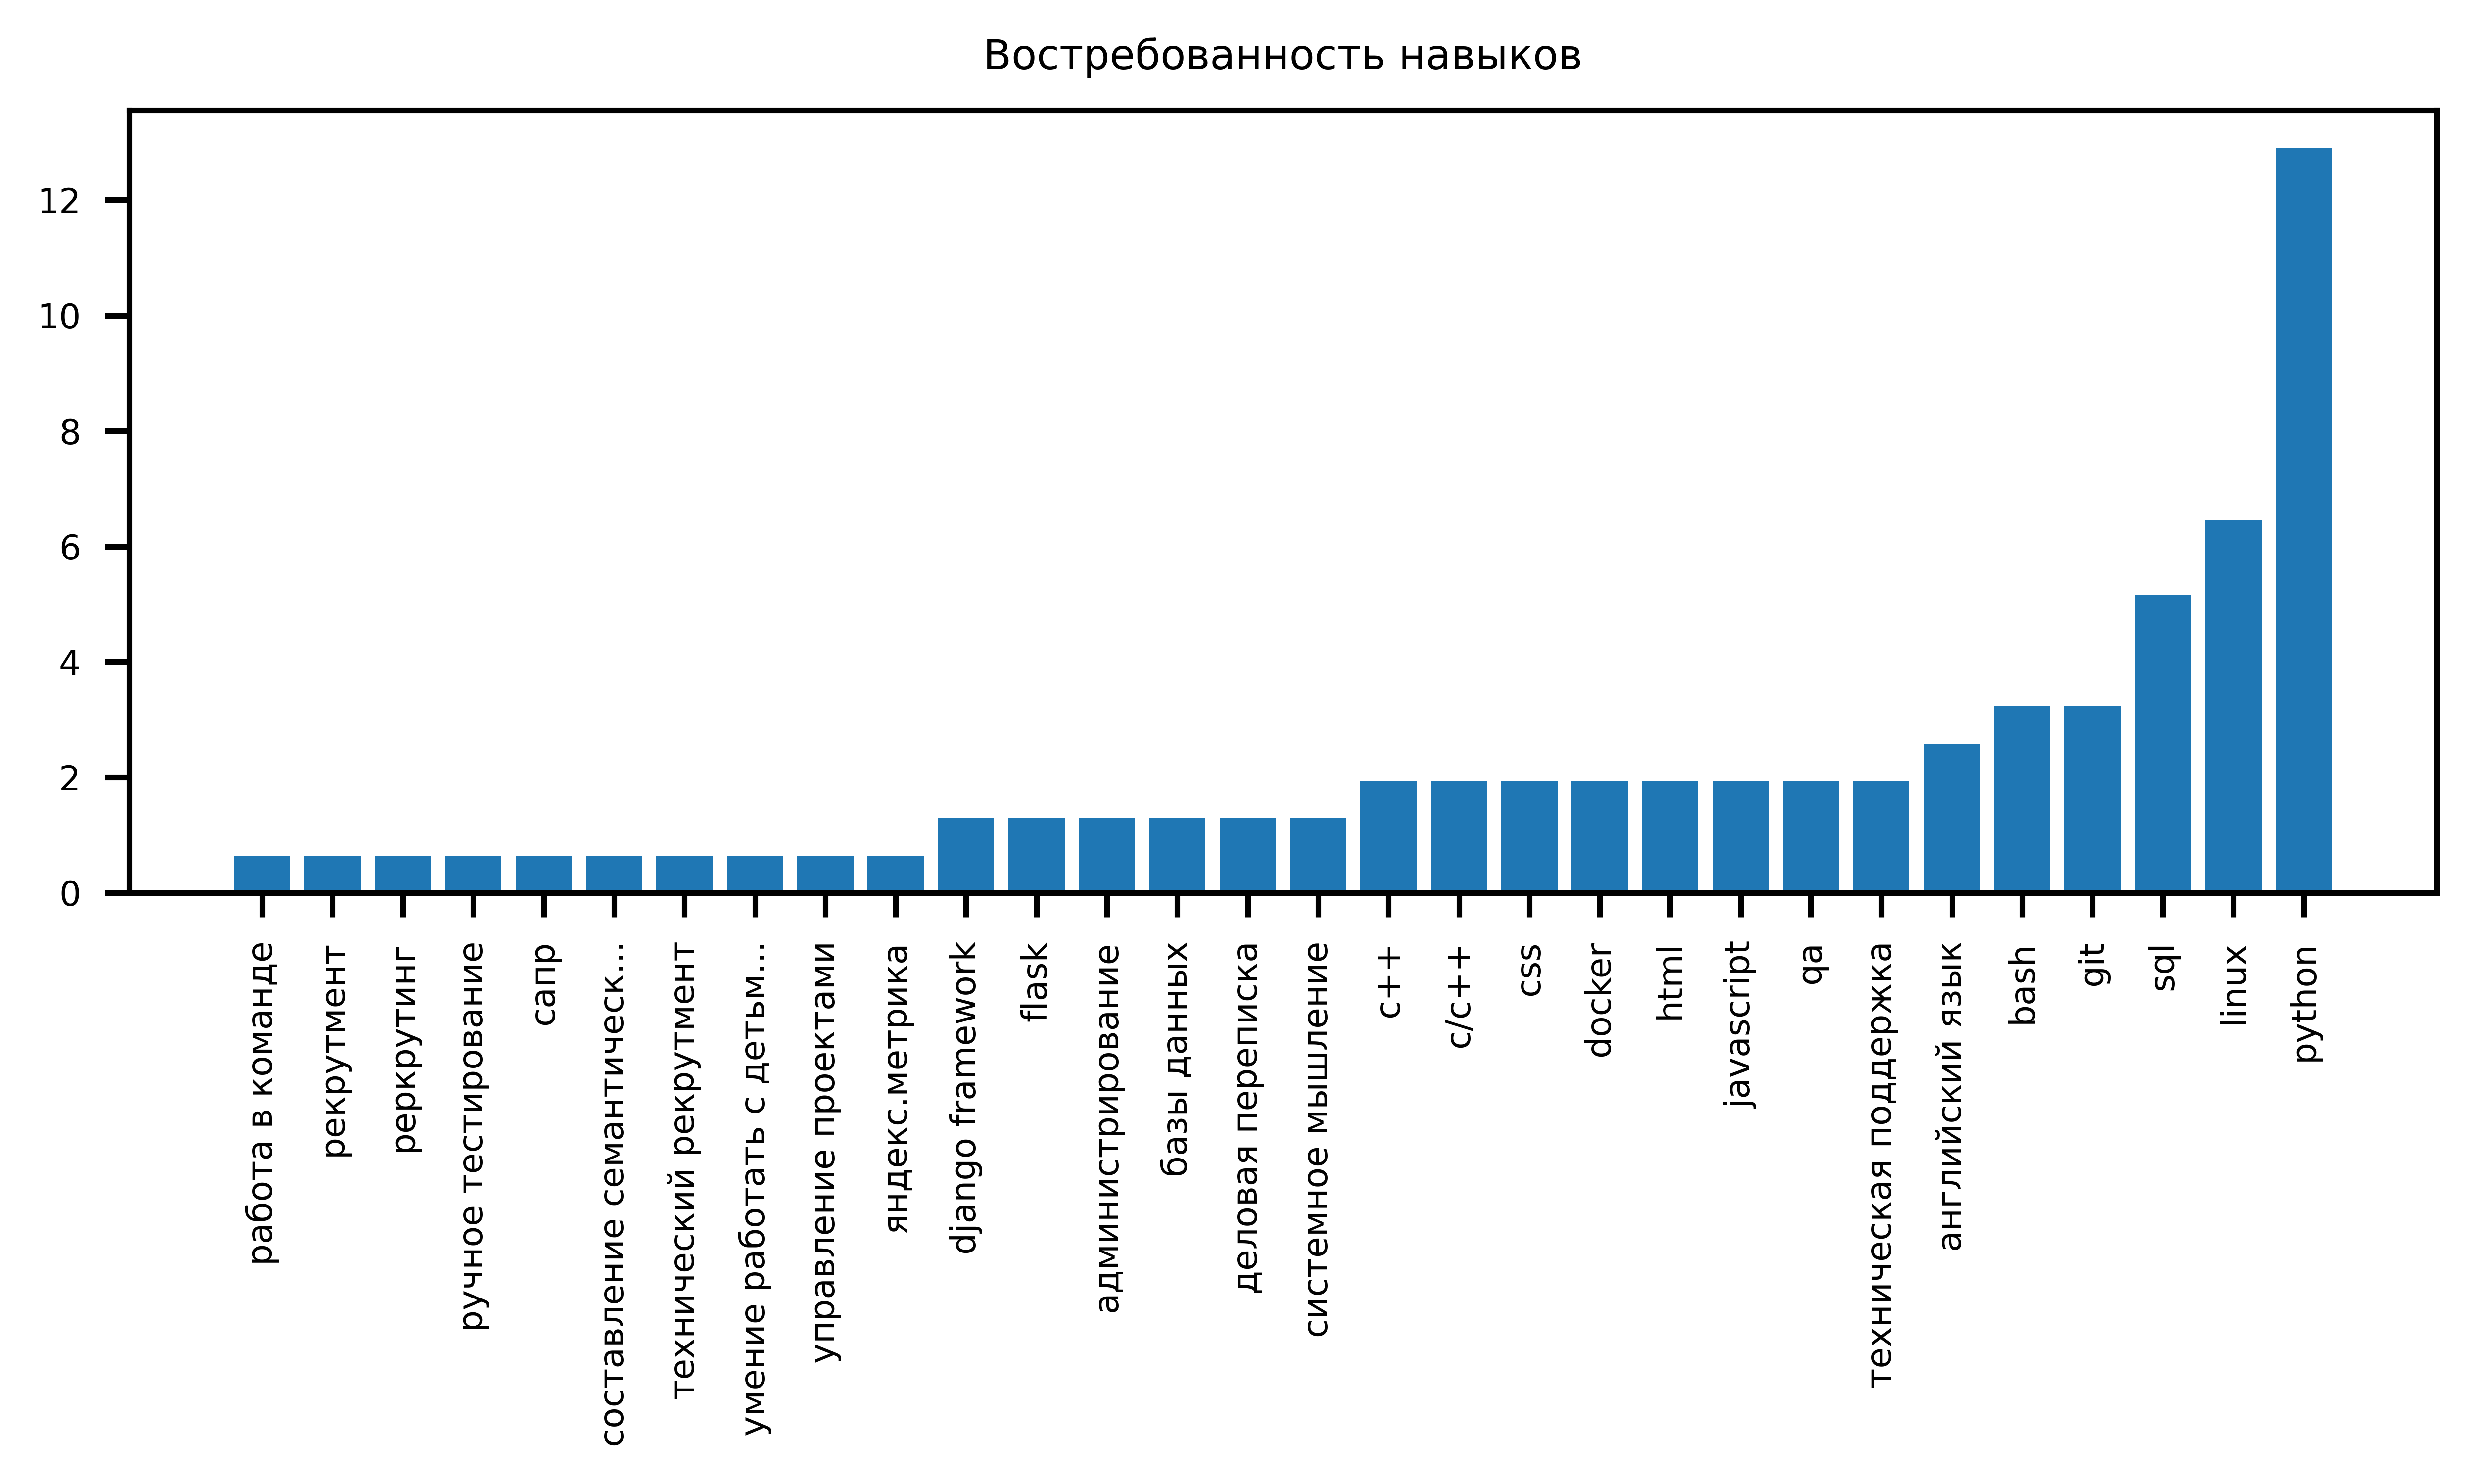 Востребованность навыков
12
10
8
6
4
2
0
работа в команде
рекрутмент
реркрутинг
ручное тестирование
сапр
составление семантическ...
технический рекрутмент
умение работать с детьм...
управление проектами
яндекс.метрика
django framework
flask
администрирование
базы данных
деловая переписка
системное мышление
c++
c/c++
css
docker
html
javascript
qa
техническая поддержка
английский язык
bash
git
sql
linux
python